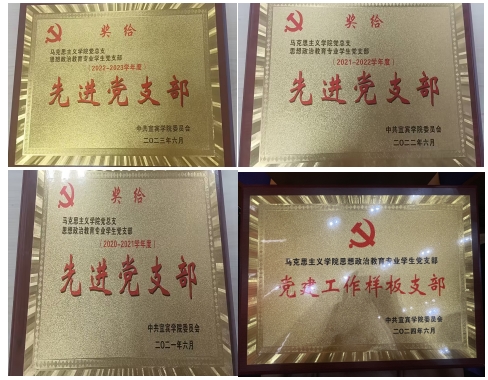 奖给
马克思主义学院党总支
思想政治教育专业学生党支部
(2022-2023学年度)
先进党支部
中共宜宾学院委员会
二〇二三年六月
奖给
马克思主义学院党总支
思想政治教育专业学生党支部
(2021-2022学年度)
先进党支部
中共宜宾学院委员会
二〇二二年六月
奖给
马克思主义学院党总支
思想政治教育专业学生党支部
(2020-2021学年度)
先进党支部
中共宜宾学院委员会
二〇二一年六月
马克思主义学院思想政治教育专业学生党支部
党建工作样板支部
中共宜宾学院委员会
二〇二四年六月